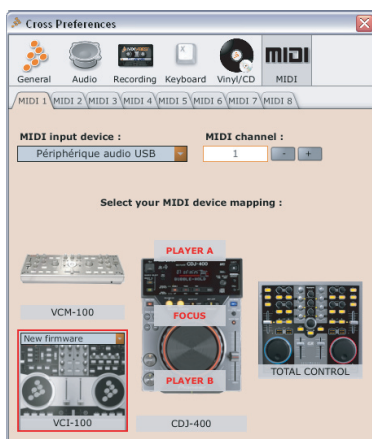 Cross Preferences
General Audio Recording Keyboard Vinyl/CD MIDI
MIDI 1 MIDI 2 MIDI 3 MIDI 4 MIDI 5 MIDI 6 MIDI 7 MIDI 8
MIDI input device : MIDI channel :
Périphérique audio USB 1 - +
Select your MIDI device mapping :
PLAYER A
CDJ-400
VCM-100
FOCUS
New firmware
PLAYER B
TOTAL CONTROL
VCI-100
CDJ-400